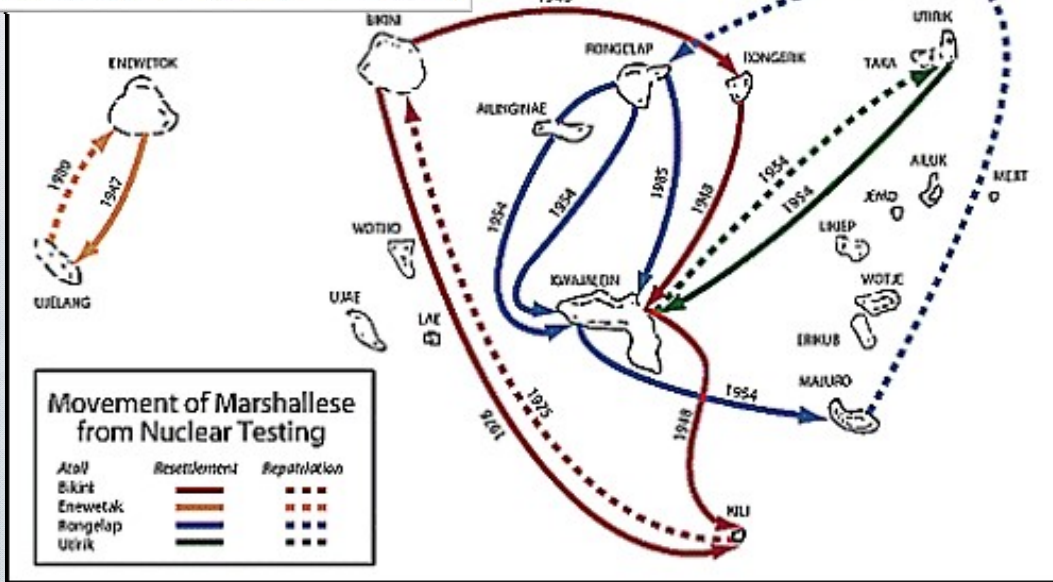 BIKINI
UTIRIK
RONGELAP
RONGERIK
TAKA
ENEWETOK
AILINGINAE
1980
1947
1954
1954
1985
1948
1954
1954
AILUK
MEJIT
JEMO
LIKIEP
WOTHO
KWAJALEIN
WOTJE
UJELANG
UJAE
LAE
ERIKUB
MAJURO
1954
1975
1948
KILI
Movement of Marshallese
from Nuclear Testing
Atoll Resettlement Repatriation
Bikini
Enewetak
Rongelap
Utirik